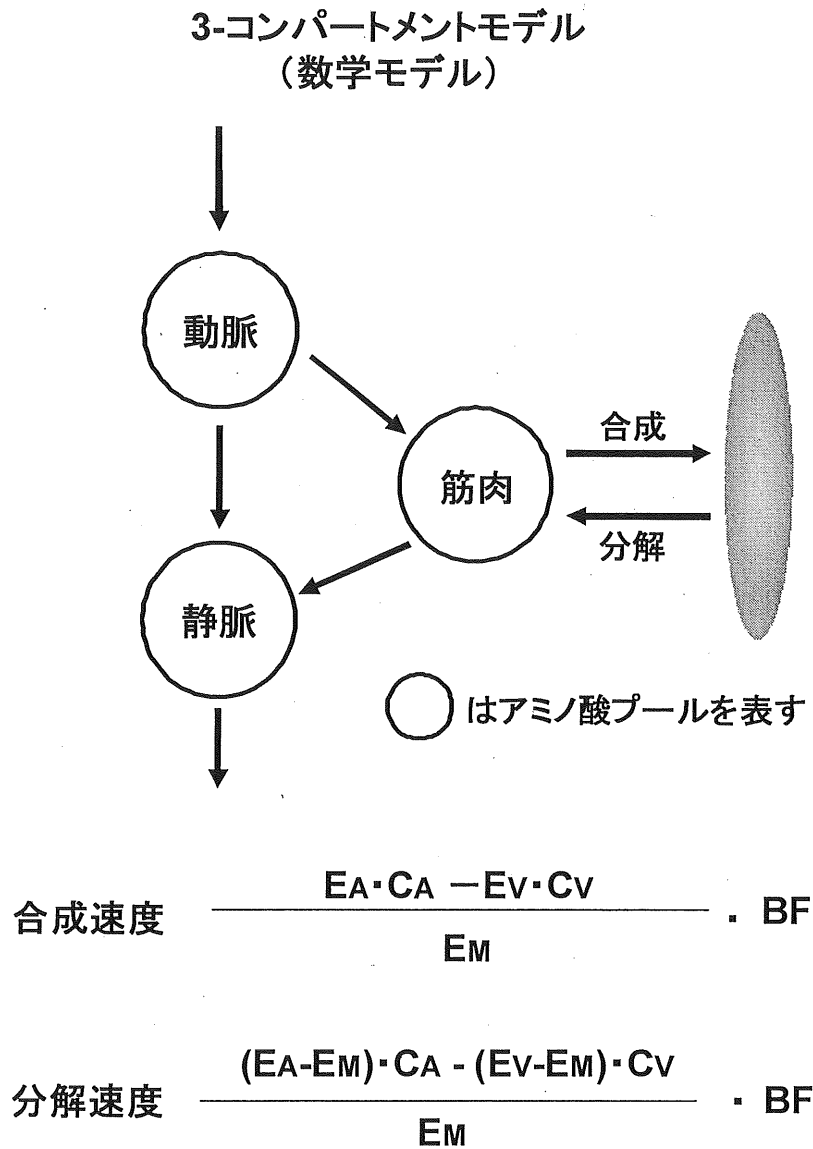 3-コンパートメントモデル
（数学モデル）
動脈
合成
筋肉
分解
静脈
はアミノ酸プールを表す
合成速度 EA・CA －EV・CV . BF
EM
分解速度 (EA-EM)・CA - (EV-EM)・CV ・ BF
EM